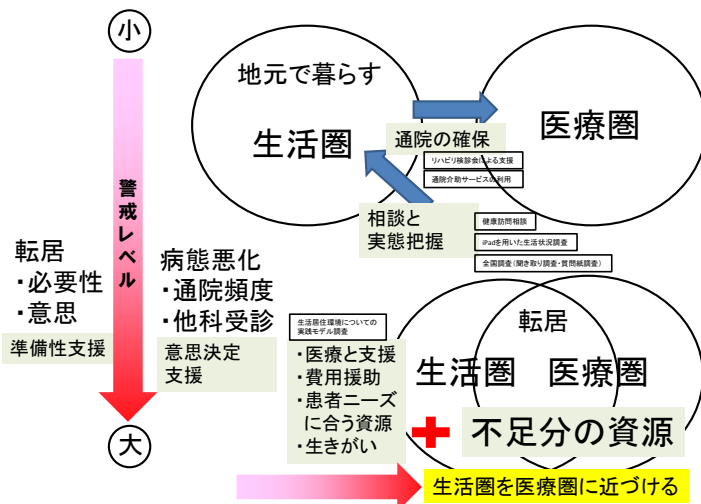 小
警戒レベル
大
転居
・必要性
・意思
準備性支援
病態悪化
・通院頻度
・他科受診
意思決定
支援
地元で暮らす
生活圏
医療圏
通院の確保
リハビリ検診会による支援
通院介助サービスの利用
相談と
実態把握
健康訪問相談
iPadを用いた生活状況調査
全国調査(聞き取り調査・質問紙調査)
生活居住環境についての
実践モデル調査
・医療と支援
・費用援助
・患者ニーズ
に合う資源
・生きがい
転居
生活圏
医療圏
不足分の資源
生活圏を医療圏に近づける